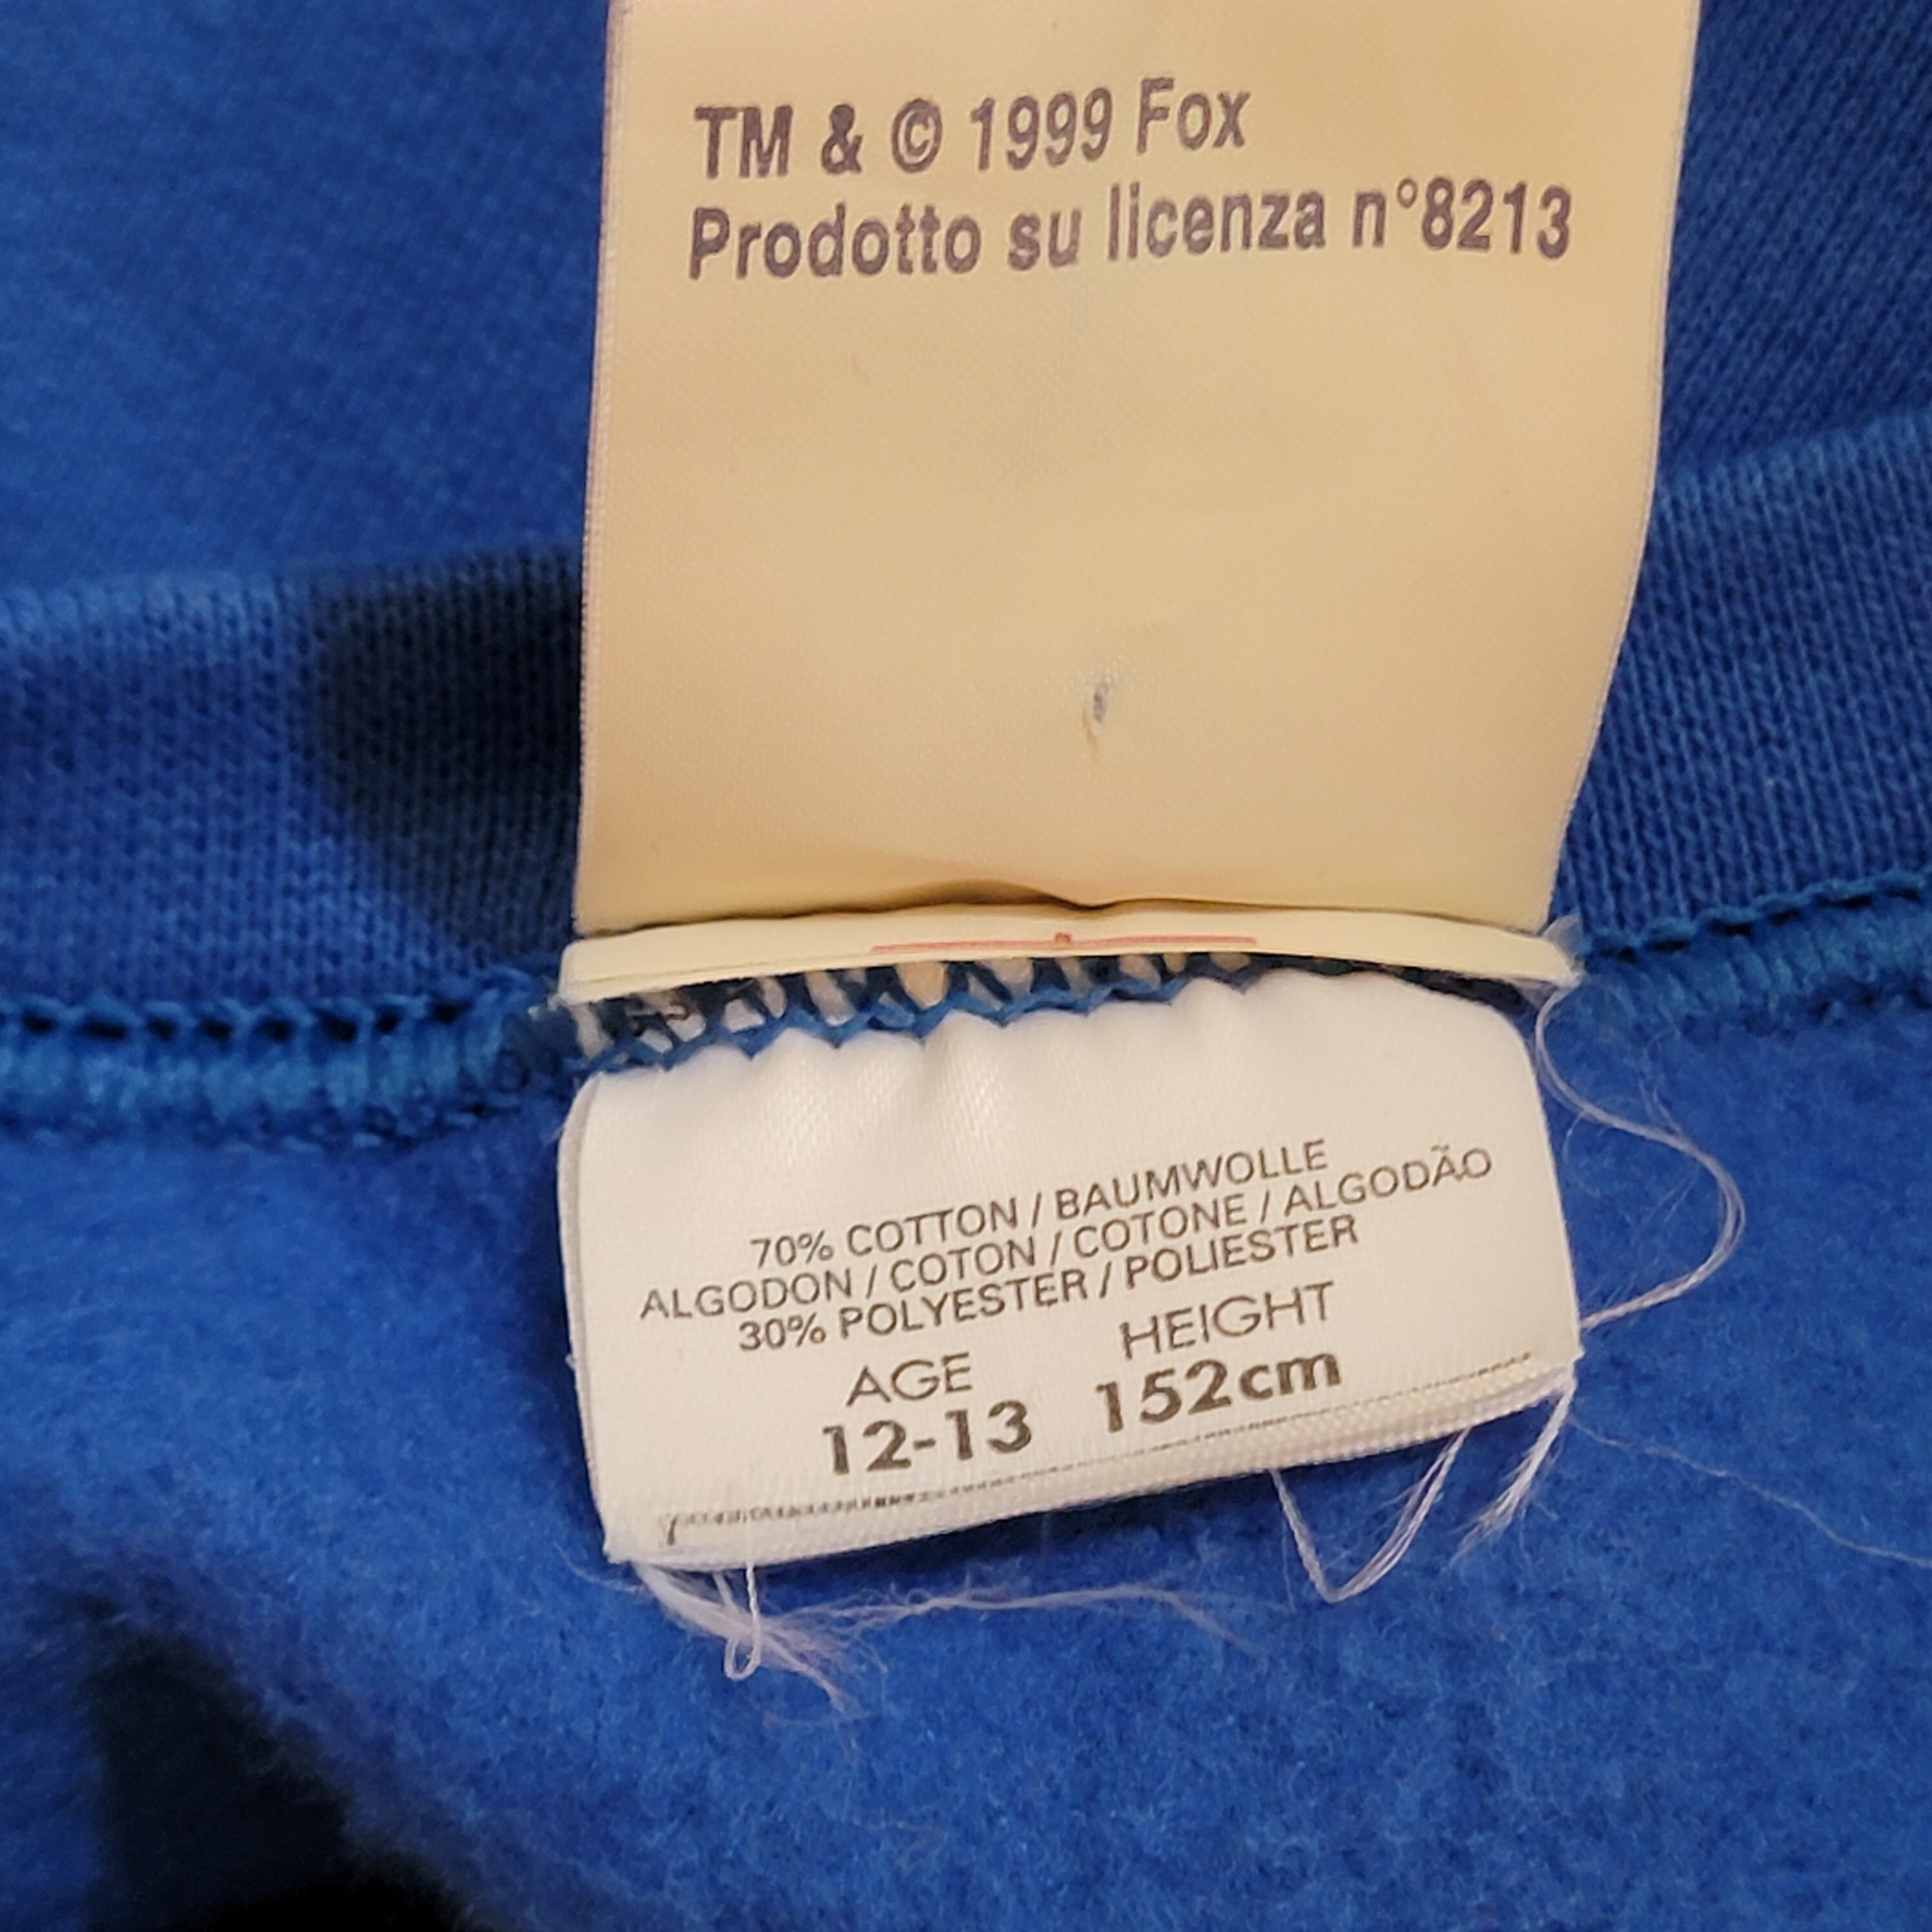 TM & © 1999 Fox
Prodotto su licenza n°8213
70% COTTON / BAUMWOLLE
ALGODON / COTON / COTONE / ALGODÃO
30% POLYESTER / POLIESTER
AGE HEIGHT
12-13 152cm